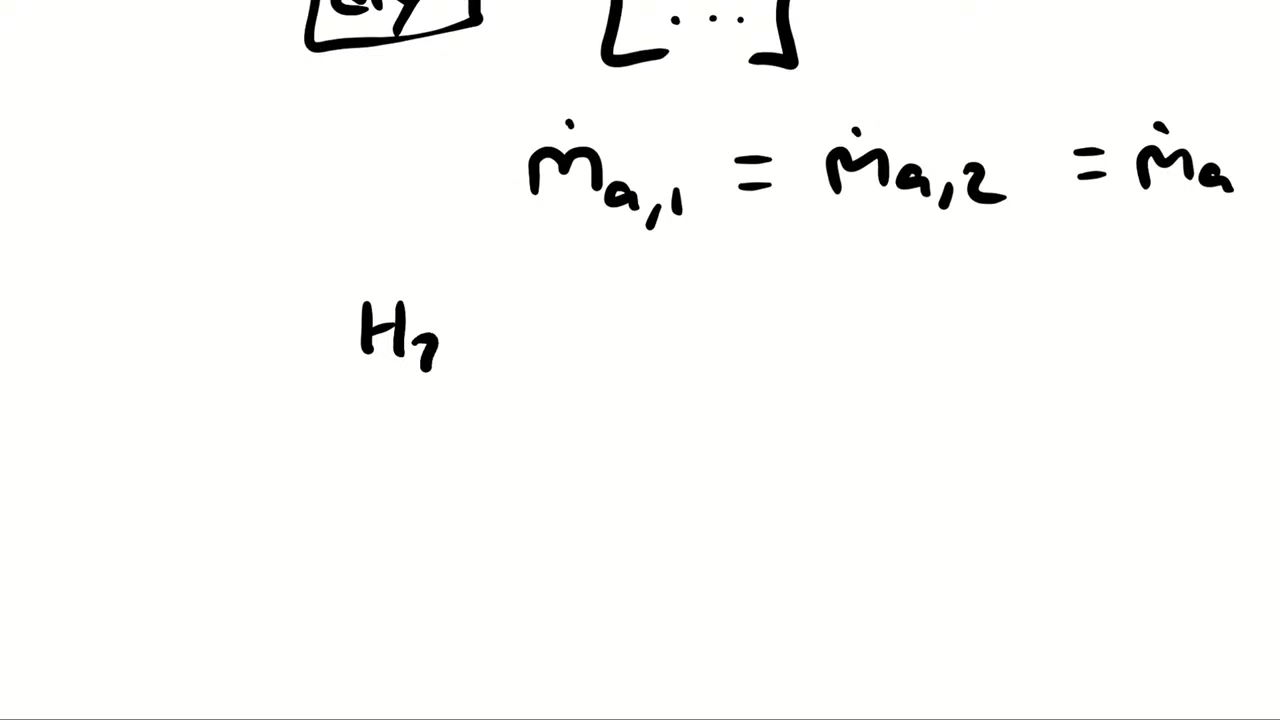 [ ... ]
ṁa,1 = ṁa,2 = ṁa
H2